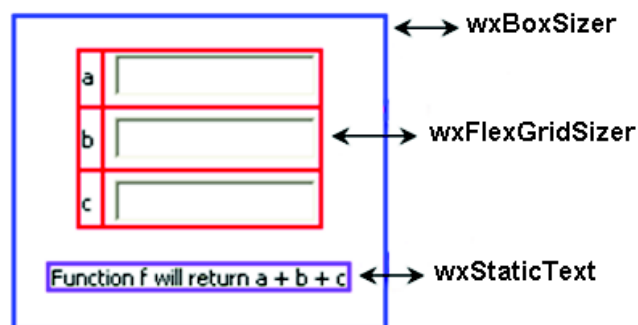 wxBoxSizer
a
b
wxFlexGridSizer
c
Function f will return a + b + c
wxStaticText